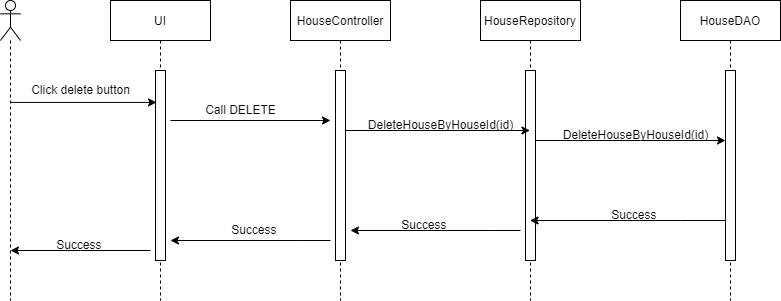 UI
HouseController
HouseRepository
HouseDAO
Click delete button
Call DELETE
DeleteHouseByHouseId(id)
DeleteHouseByHouseId(id)
Success
Success
Success
Success